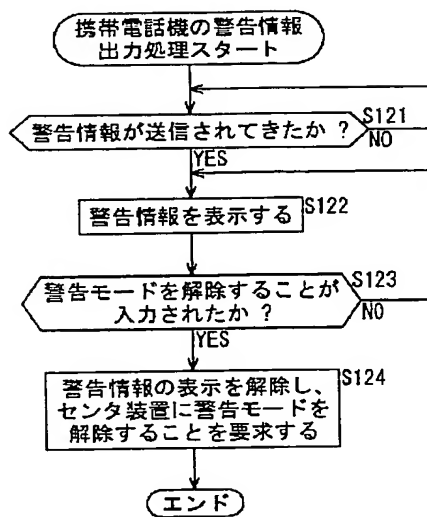 携帯電話機の警告情報
出力処理スタート
警告情報が送信されてきたか ?
S121
NO
YES
警告情報を表示する
S122
警告モードを解除することが
入力されたか ?
S123
NO
YES
警告情報の表示を解除し、
センタ装置に警告モードを
解除することを要求する
S124
エンド